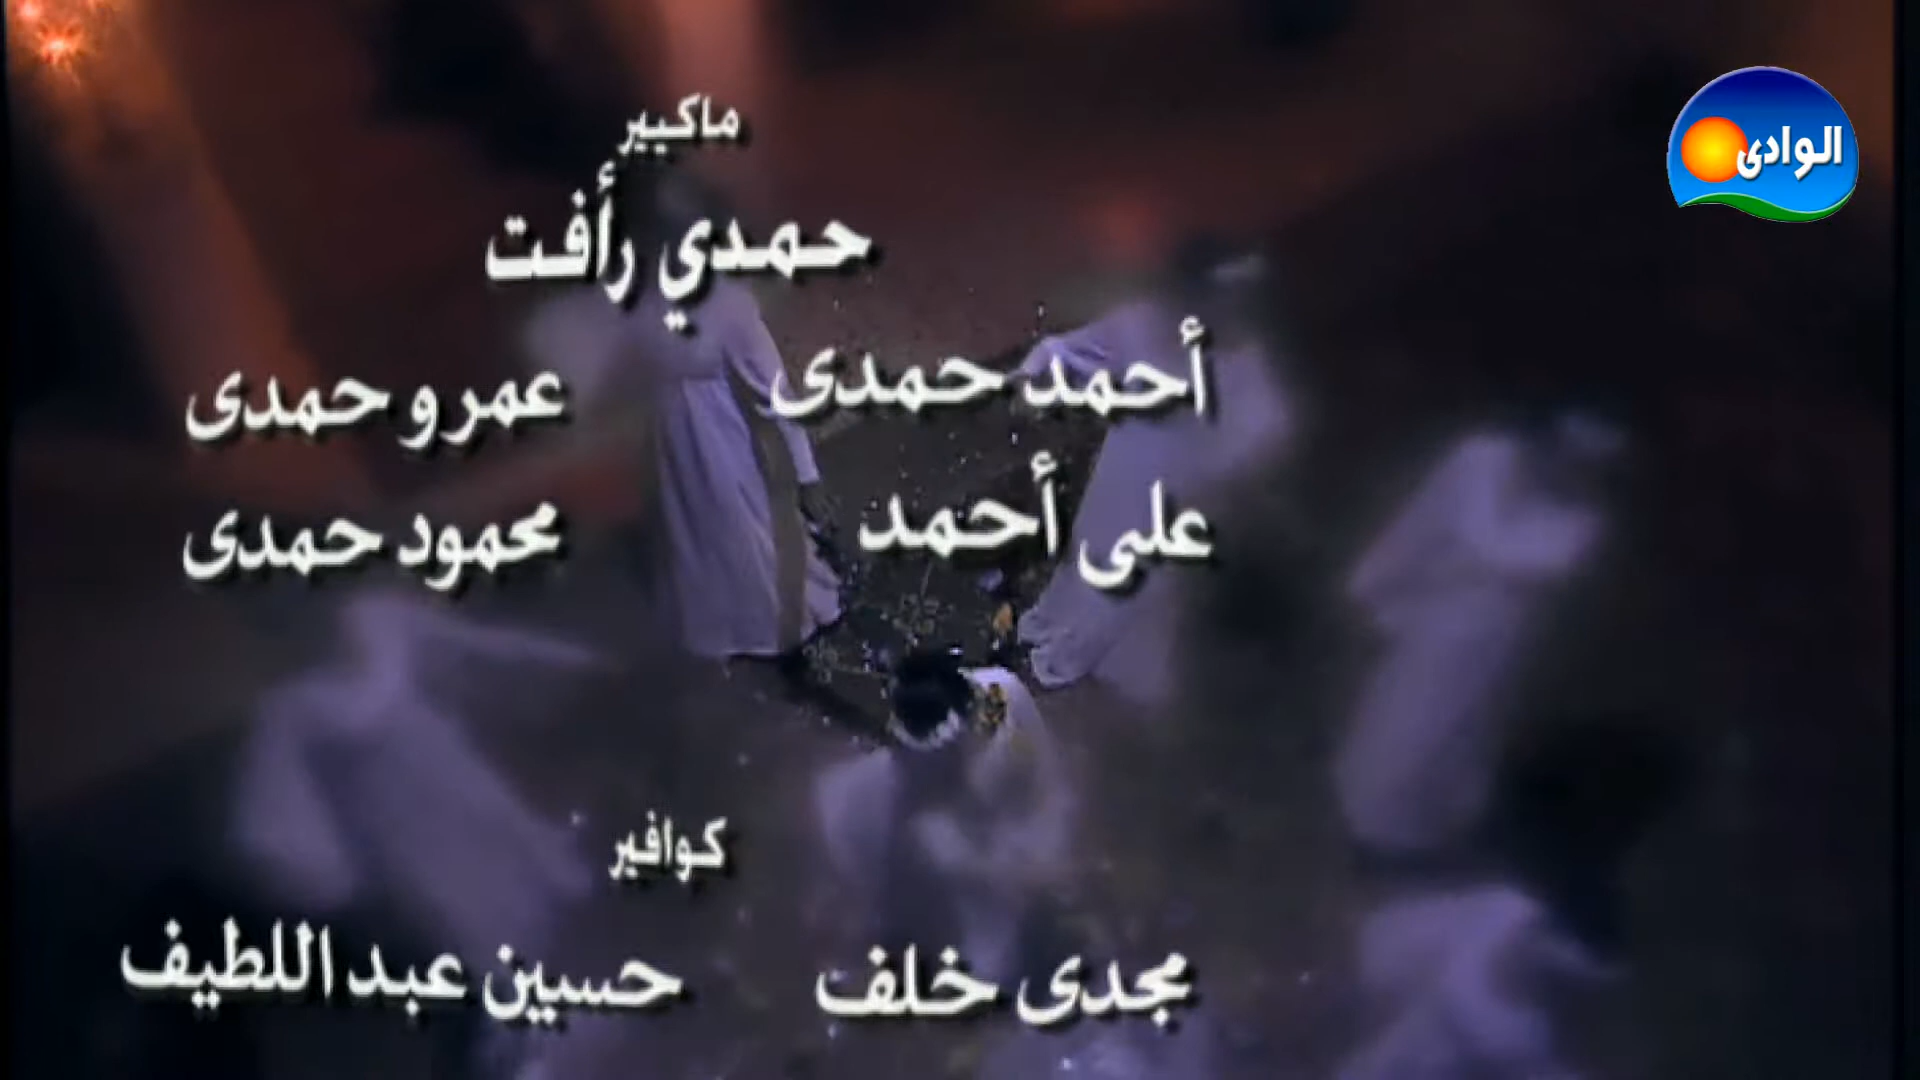 الوادى
ماكيير
حمدي رأفت
أحمد حمدى عمرو حمدى
على أحمد محمود حمدى
كوافير
مجدى خلف حسين عبد اللطيف